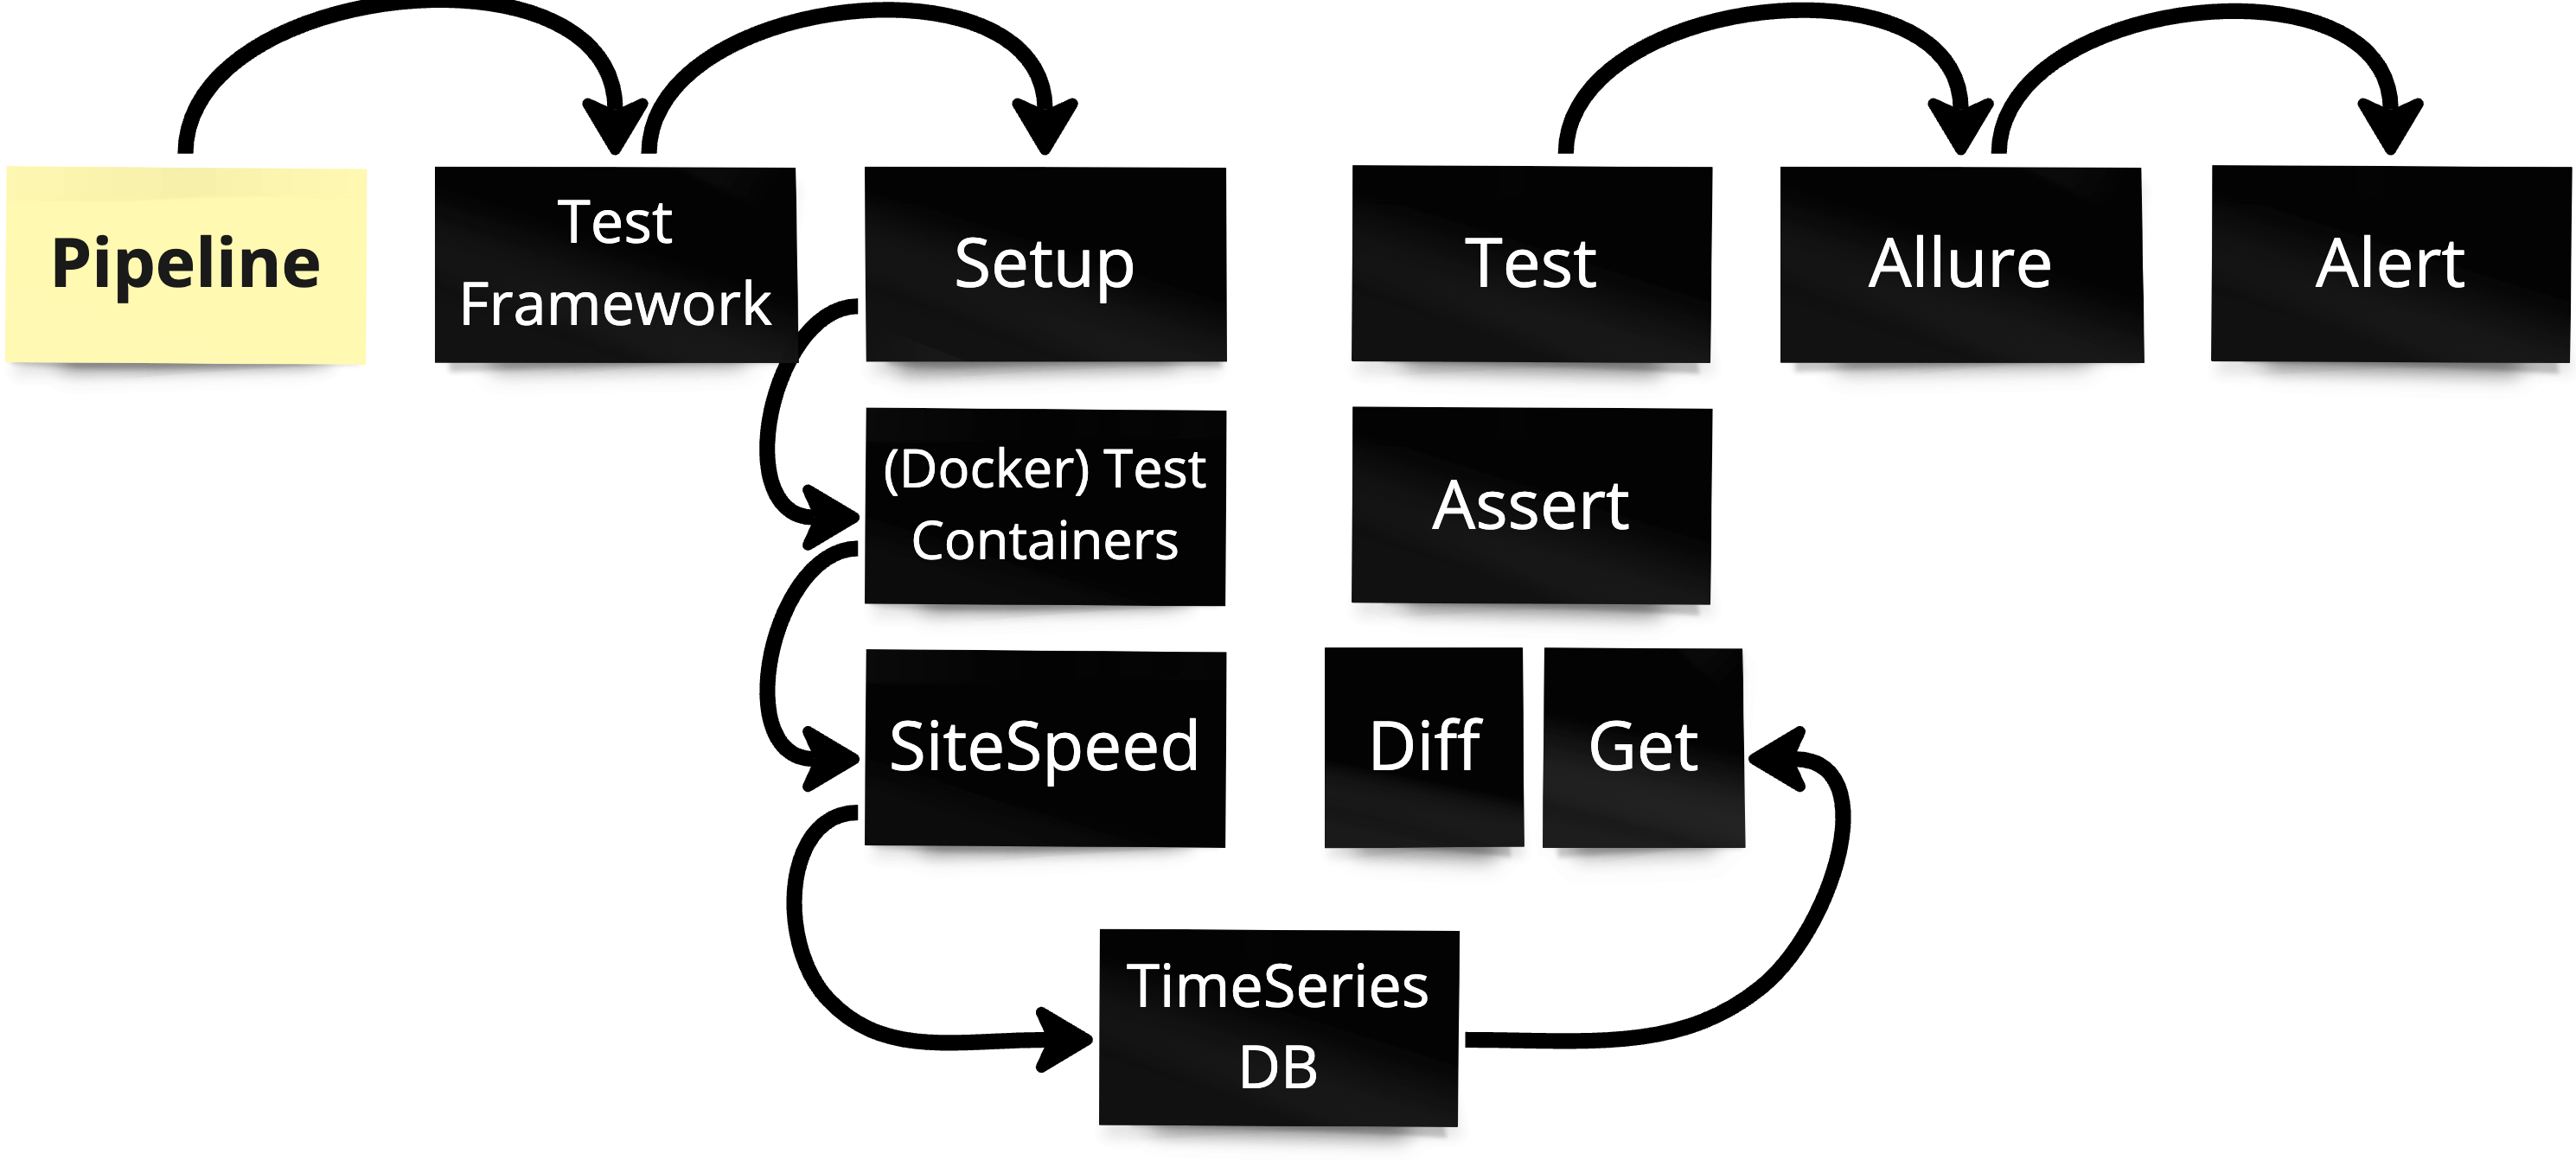 Pipeline
Test
Framework
Setup
Test
Allure
Alert
(Docker) Test
Containers
Assert
SiteSpeed
Diff
Get
TimeSeries
DB